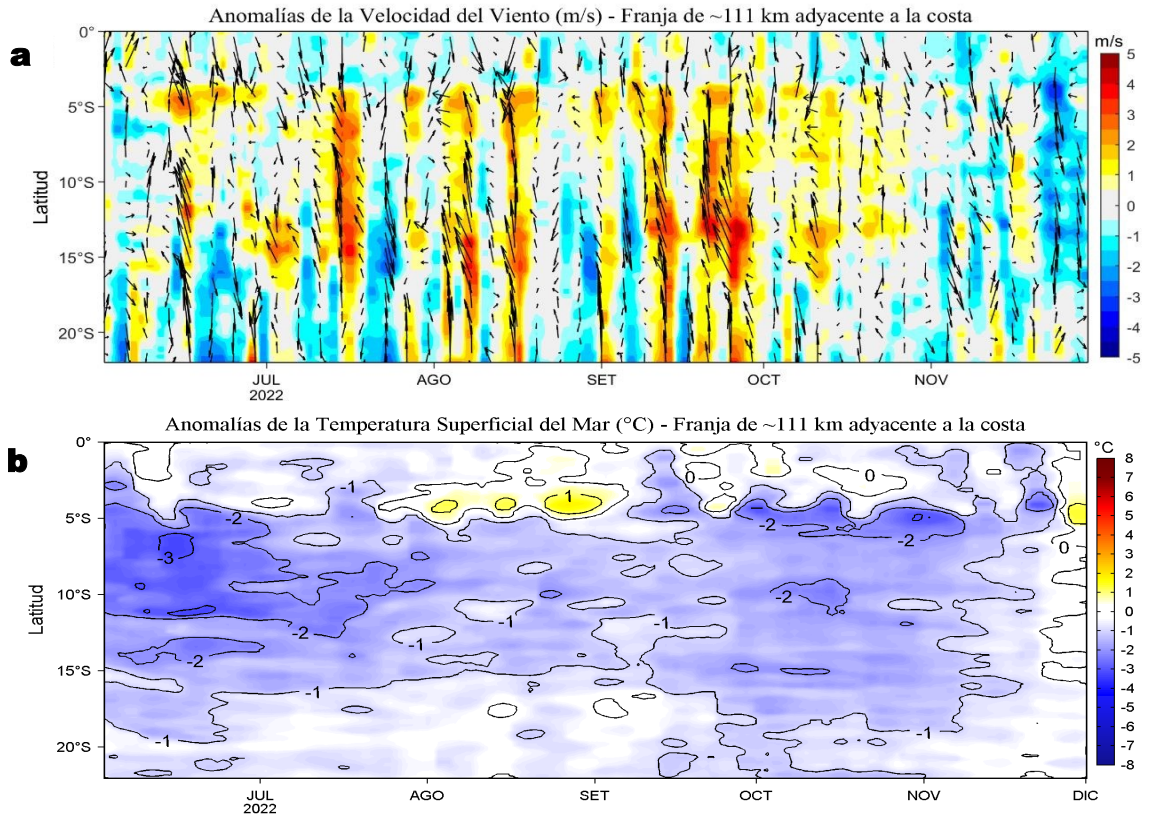 Anomalías de la Velocidad del Viento (m/s) - Franja de ~111 km adyacente a la costa
a
m/s
0°
5°S
10°S
15°S
20°S
Latitud
5
4
3
2
1
0
-1
-2
-3
-4
-5
JUL AGO SET OCT NOV
2022
Anomalías de la Temperatura Superficial del Mar (°C) - Franja de ~111 km adyacente a la costa
b
°C
0°
5°S
10°S
15°S
20°S
Latitud
-1
0
0
1
-2
-2
-2
0
-3
-2
-2
-1
-1
-1
-2
-1
-1
-1
8
7
6
5
4
3
2
1
0
-1
-2
-3
-4
-5
-6
-7
-8
JUL AGO SET OCT NOV DIC
2022